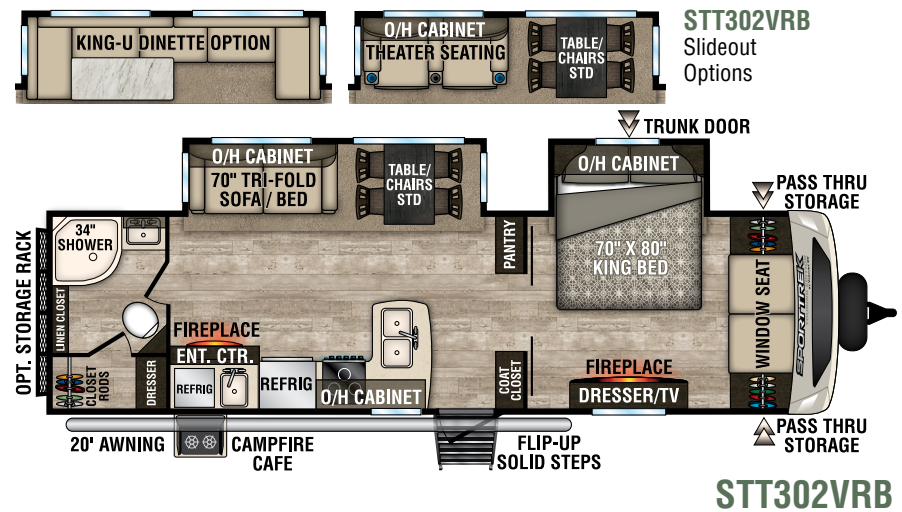 KING-U DINETTE OPTION
O/H CABINET
THEATER SEATING
TABLE/
CHAIRS
STD
STT302VRB
Slideout
Options
TRUNK DOOR
O/H CABINET
70" TRI-FOLD
SOFA / BED
TABLE/
CHAIRS
STD
O/H CABINET
PASS THRU
STORAGE
34"
SHOWER
PANTRY
70" X 80"
KING BED
WINDOW SEAT
SPORTTREK
OPT. STORAGE RACK
LINEN CLOSET
FIREPLACE
ENT. CTR.
REFRIG
REFRIG
O/H CABINET
CLOSET
RODS
DRESSER
COAT
CLOSET
FIREPLACE
DRESSER/TV
20' AWNING
CAMPFIRE
CAFE
FLIP-UP
SOLID STEPS
PASS THRU
STORAGE
STT302VRB